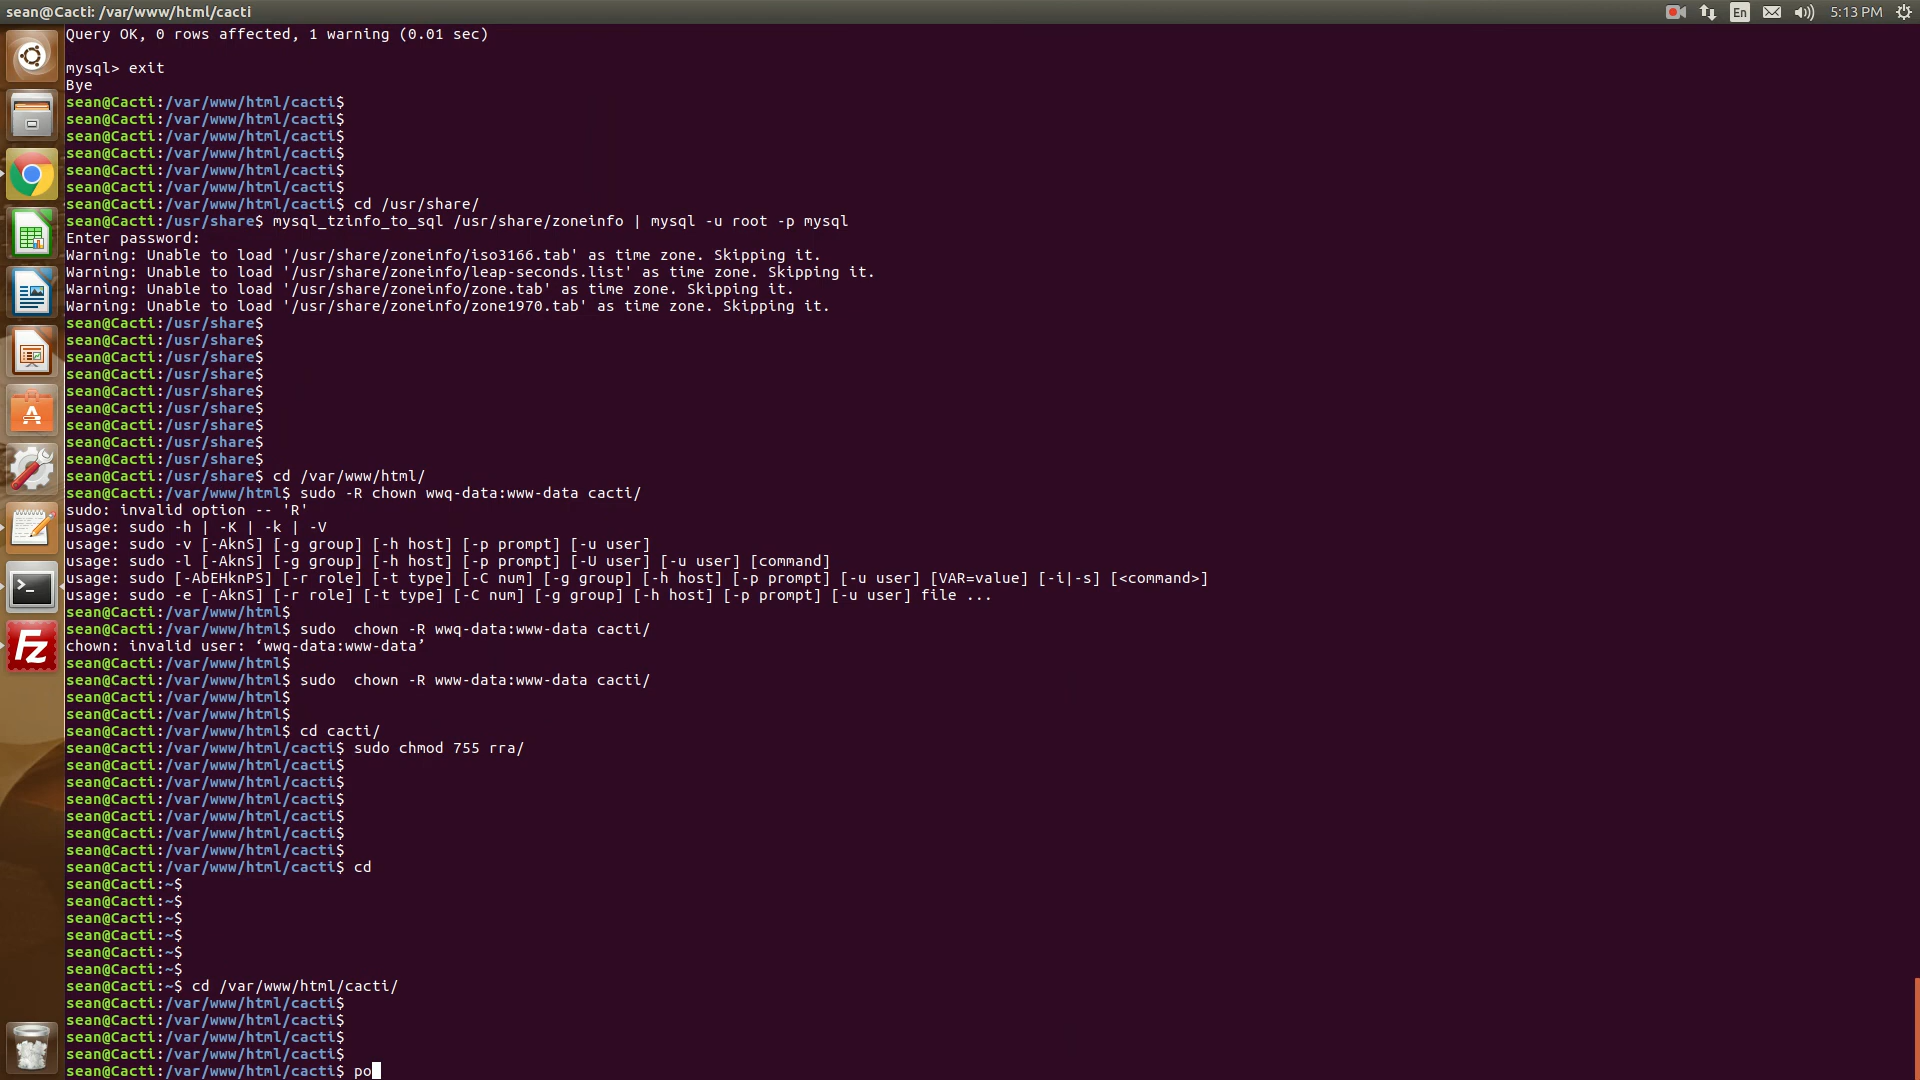 sean@Cacti: /var/www/html/cacti
En
5:13 PM
Query OK, 0 rows affected, 1 warning (0.01 sec)
mysql> exit
Bye
sean@Cacti:/var/www/html/cacti$
sean@Cacti:/var/www/html/cacti$
sean@Cacti:/var/www/html/cacti$
sean@Cacti:/var/www/html/cacti$
sean@Cacti:/var/www/html/cacti$
sean@Cacti:/var/www/html/cacti$
sean@Cacti:/var/www/html/cacti$ cd /usr/share/
sean@Cacti:/usr/share$ mysql_tzinfo_to_sql /usr/share/zoneinfo | mysql -u root -p mysql
Enter password:
Warning: Unable to load '/usr/share/zoneinfo/iso3166.tab' as time zone. Skipping it.
Warning: Unable to load '/usr/share/zoneinfo/leap-seconds.list' as time zone. Skipping it.
Warning: Unable to load '/usr/share/zoneinfo/zone.tab' as time zone. Skipping it.
Warning: Unable to load '/usr/share/zoneinfo/zone1970.tab' as time zone. Skipping it.
sean@Cacti:/usr/share$
sean@Cacti:/usr/share$
sean@Cacti:/usr/share$
sean@Cacti:/usr/share$
sean@Cacti:/usr/share$
sean@Cacti:/usr/share$
sean@Cacti:/usr/share$
sean@Cacti:/usr/share$
sean@Cacti:/usr/share$
sean@Cacti:/usr/share$ cd /var/www/html/
sean@Cacti:/var/www/html$ sudo -R chown wwq-data:www-data cacti/
sudo: invalid option -- 'R'
usage: sudo -h | -K | -k | -V
usage: sudo -v [-AknS] [-g group] [-h host] [-p prompt] [-u user]
usage: sudo -l [-AknS] [-g group] [-h host] [-p prompt] [-U user] [-u user] [command]
usage: sudo [-AbEHknPS] [-r role] [-t type] [-C num] [-g group] [-h host] [-p prompt] [-u user] [VAR=value] [-i|-s] [<command>]
usage: sudo -e [-AknS] [-r role] [-t type] [-C num] [-g group] [-h host] [-p prompt] [-u user] file ...
sean@Cacti:/var/www/html$
sean@Cacti:/var/www/html$ sudo  chown -R wwq-data:www-data cacti/
chown: invalid user: ‘wwq-data:www-data’
sean@Cacti:/var/www/html$
sean@Cacti:/var/www/html$ sudo  chown -R www-data:www-data cacti/
sean@Cacti:/var/www/html$
sean@Cacti:/var/www/html$
sean@Cacti:/var/www/html$ cd cacti/
sean@Cacti:/var/www/html/cacti$ sudo chmod 755 rra/
sean@Cacti:/var/www/html/cacti$
sean@Cacti:/var/www/html/cacti$
sean@Cacti:/var/www/html/cacti$
sean@Cacti:/var/www/html/cacti$
sean@Cacti:/var/www/html/cacti$
sean@Cacti:/var/www/html/cacti$
sean@Cacti:/var/www/html/cacti$ cd
sean@Cacti:~$
sean@Cacti:~$
sean@Cacti:~$
sean@Cacti:~$
sean@Cacti:~$
sean@Cacti:~$
sean@Cacti:~$ cd /var/www/html/cacti/
sean@Cacti:/var/www/html/cacti$
sean@Cacti:/var/www/html/cacti$
sean@Cacti:/var/www/html/cacti$
sean@Cacti:/var/www/html/cacti$
sean@Cacti:/var/www/html/cacti$ po
Fz